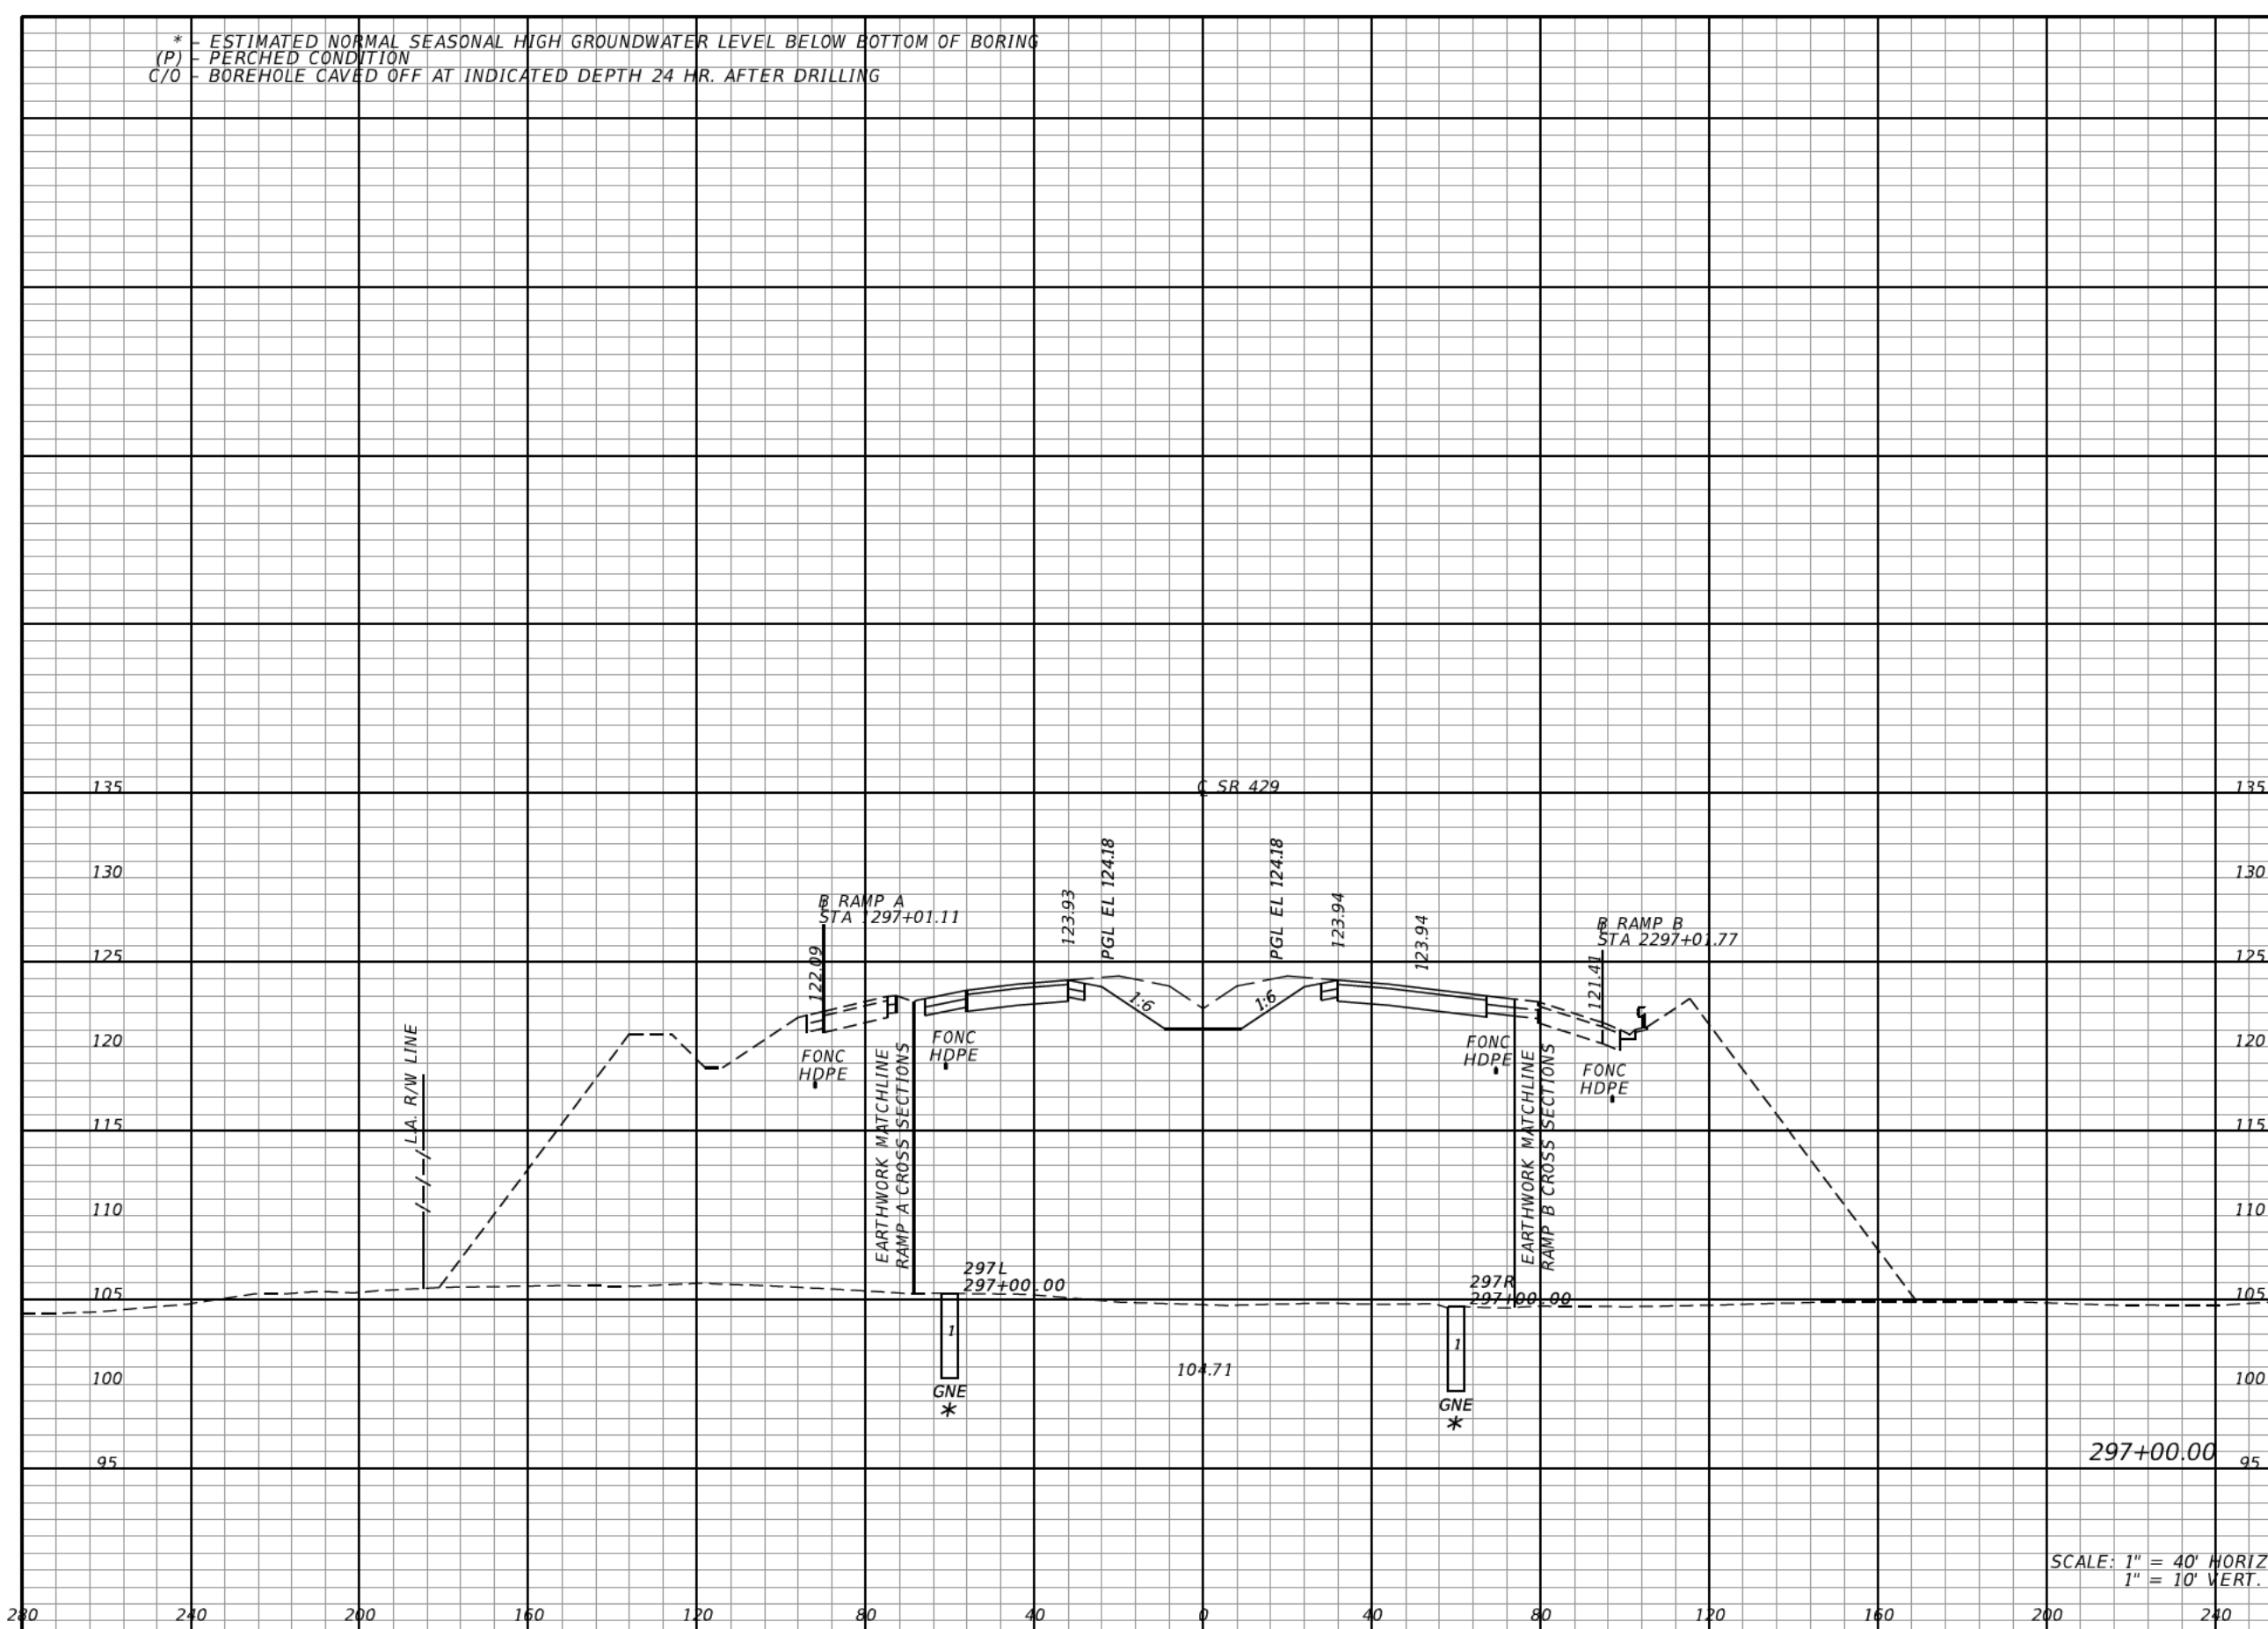 * - ESTIMATED NORMAL SEASONAL HIGH GROUNDWATER LEVEL BELOW BOTTOM OF BORING
(P) - PERCHED CONDITION
C/O - BOREHOLE CAVED OFF AT INDICATED DEPTH 24 HR. AFTER DRILLING
135
℄ SR 429
135
130
PGL EL 124.18
PGL EL 124.18
130
B RAMP A
STA 1297+01.11
123.93
123.94
123.94
B RAMP B
STA 2297+01.77
125
122.09
121.41
125
1:6
1:6
120
L.A. R/W LINE
FONC
HDPE
FONC
HDPE
FONC
HDPE
FONC
HDPE
120
115
EARTHWORK MATCHLINE
RAMP A CROSS SECTIONS
EARTHWORK MATCHLINE
RAMP B CROSS SECTIONS
115
110
110
105
297L
297+00.00
297R
297+00.00
105
1
1
100
104.71
100
GNE
*
GNE
*
95
297+00.00
95
SCALE: 1" = 40' HORIZ
1" = 10' VERT.
280 240 200 160 120 80 40 0 40 80 120 160 200 240